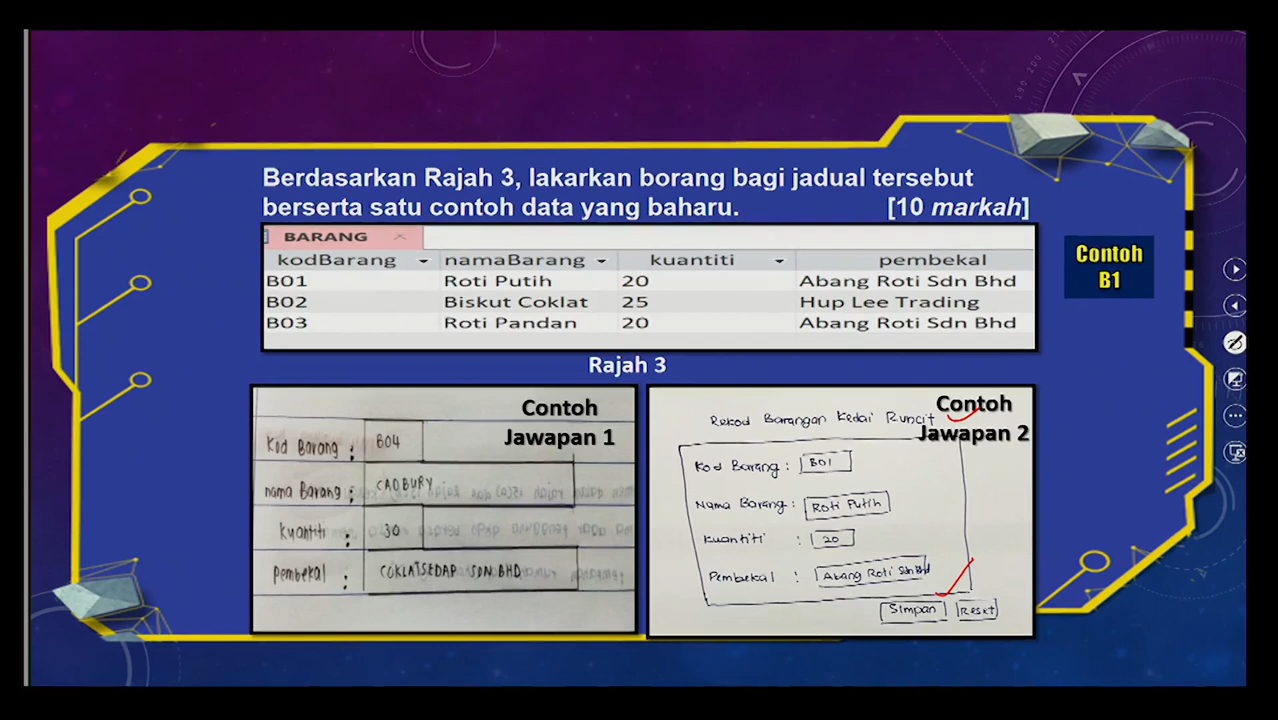 Berdasarkan Rajah 3, lakarkan borang bagi jadual tersebut
berserta satu contoh data yang baharu. [10 markah]
BARANG
kodBarang namaBarang kuantiti pembekal
B01 Roti Putih 20 Abang Roti Sdn Bhd
B02 Biskut Coklat 25 Hup Lee Trading
B03 Roti Pandan 20 Abang Roti Sdn Bhd
Contoh
B1
Rajah 3
Contoh
Jawapan 1
Kod Barang : B04
nama Barang : CADBURY
Kuantiti : 30
Pembekal : COKLATSEDAP SDN BHD
Contoh
Jawapan 2
Rekod Barangan Kedai Runcit
Kod Barang : B01
Nama Barang : Roti Putih
Kuantiti : 20
Pembekal : Abang Roti Sdn Bhd
Simpan